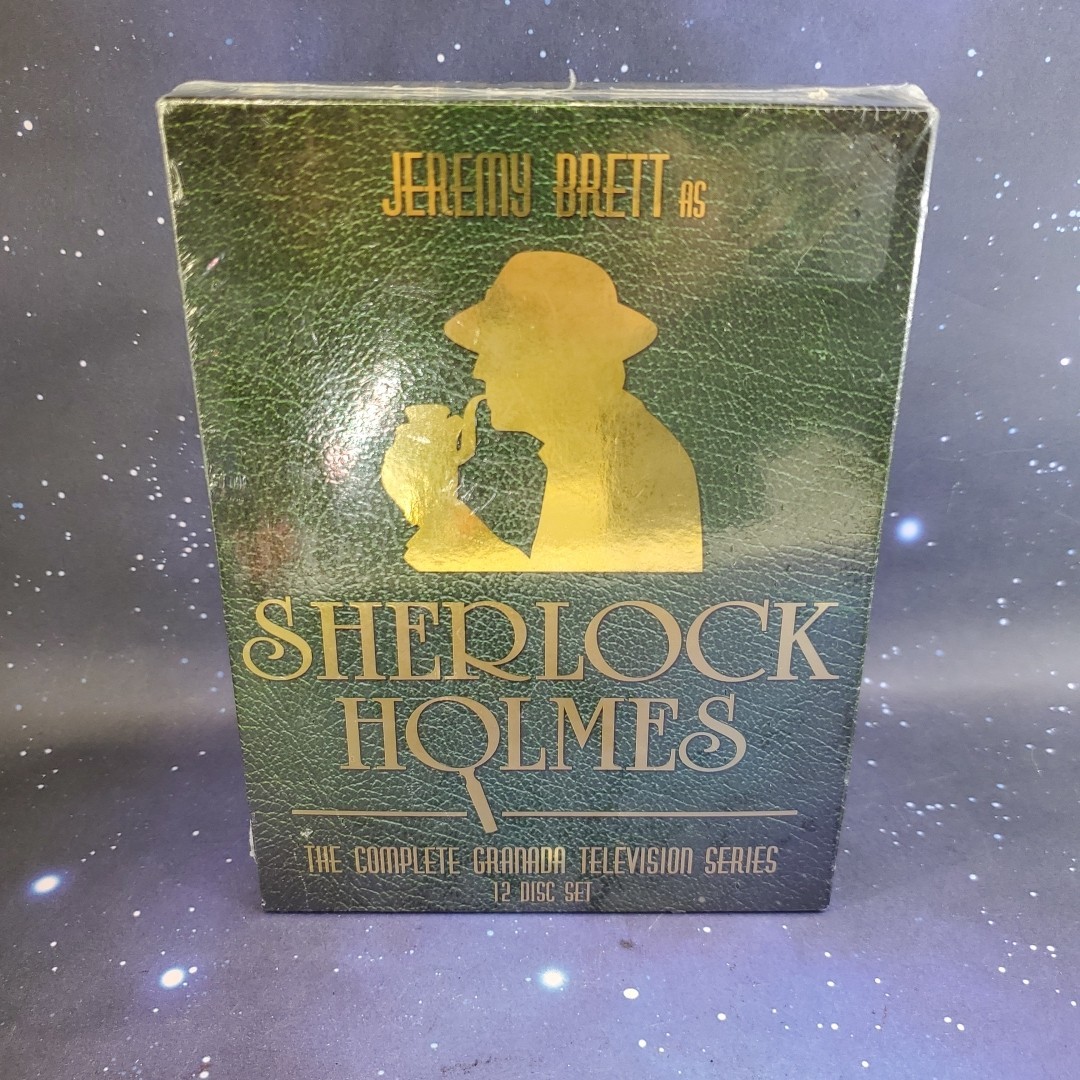 JEREMY BRETT AS
SHERLOCK
HOLMES
THE COMPLETE GRANADA TELEVISION SERIES
12 DISC SET